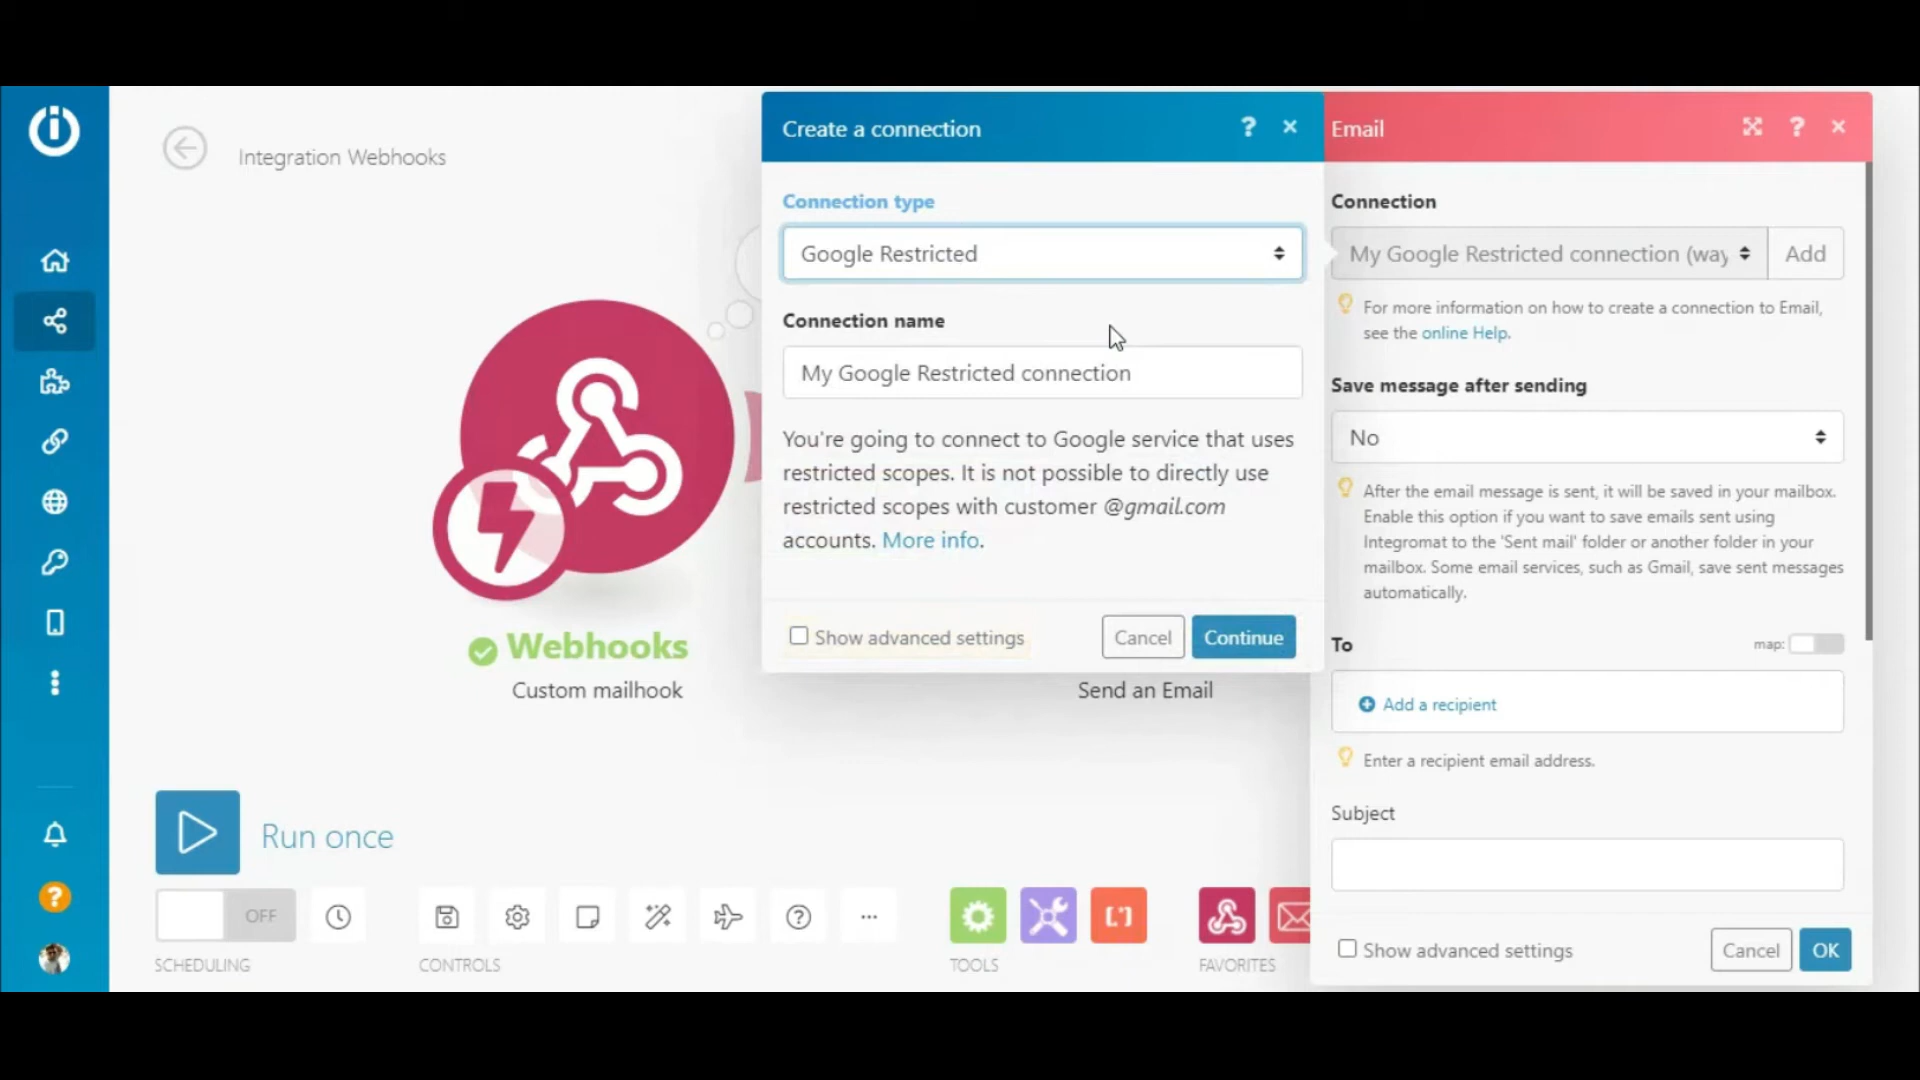 Integration Webhooks
Create a connection
?
Connection type
Google Restricted
Connection name
My Google Restricted connection
You're going to connect to Google service that uses
restricted scopes. It is not possible to directly use
restricted scopes with customer @gmail.com
accounts. More info.
Show advanced settings
Cancel
Continue
Email
?
Connection
My Google Restricted connection (way
Add
For more information on how to create a connection to Email,
see the online Help.
Save message after sending
No
After the email message is sent, it will be saved in your mailbox.
Enable this option if you want to save emails sent using
Integromat to the 'Sent mail' folder or another folder in your
mailbox. Some email services, such as Gmail, save sent messages
automatically.
To
map:
Add a recipient
Enter a recipient email address.
Subject
Show advanced settings
Cancel
OK
Webhooks
Custom mailhook
Send an Email
Run once
OFF
SCHEDULING
CONTROLS
TOOLS
FAVORITES